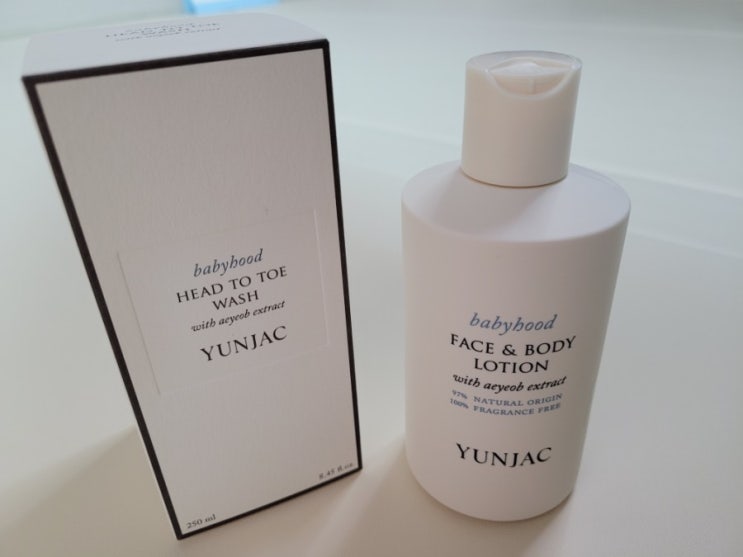 babyhood
HEAD TO TOE
WASH
with aeyeob extract
YUNJAC
250 ml
8.45 fl.oz
babyhood
FACE & BODY
LOTION
with aeyeob extract
97% NATURAL ORIGIN
100% FRAGRANCE FREE
YUNJAC